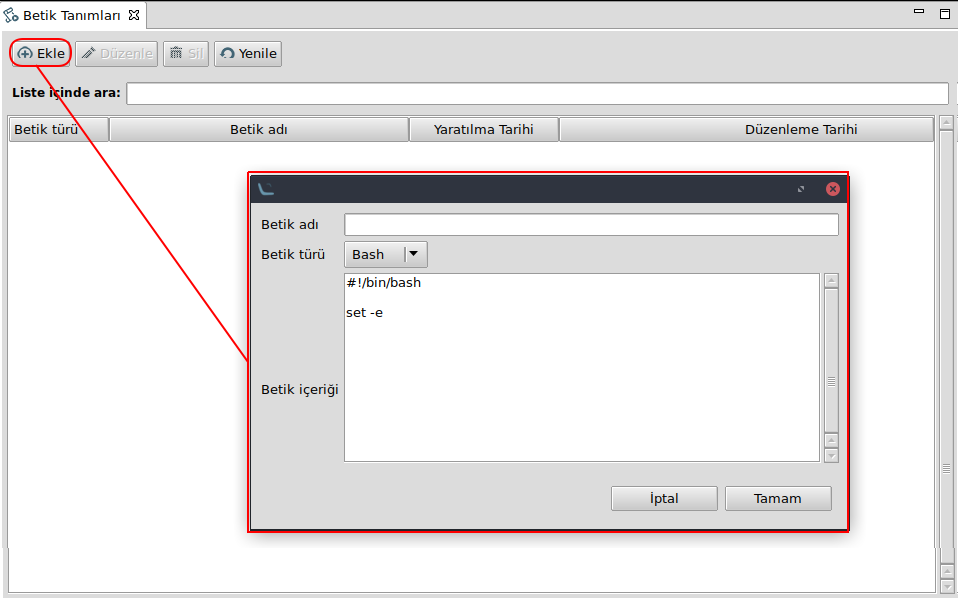 Betik Tanımları
Ekle Düzenle Sil Yenile
Liste içinde ara:
Betik türü Betik adı Yaratılma Tarihi Düzenleme Tarihi
Betik adı
Betik türü Bash
#!/bin/bash
set -e
Betik içeriği
İptal Tamam